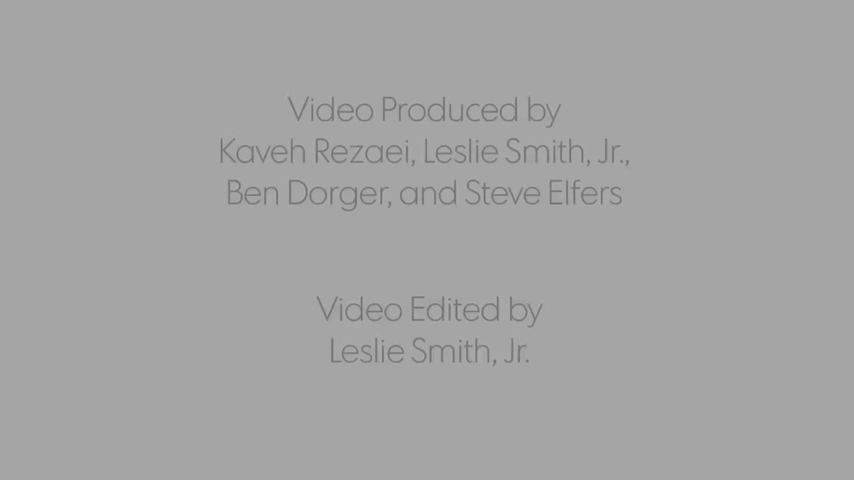 Video Produced by
Kaveh Rezaei, Leslie Smith, Jr.,
Ben Dorger, and Steve Elfers
Video Edited by
Leslie Smith, Jr.